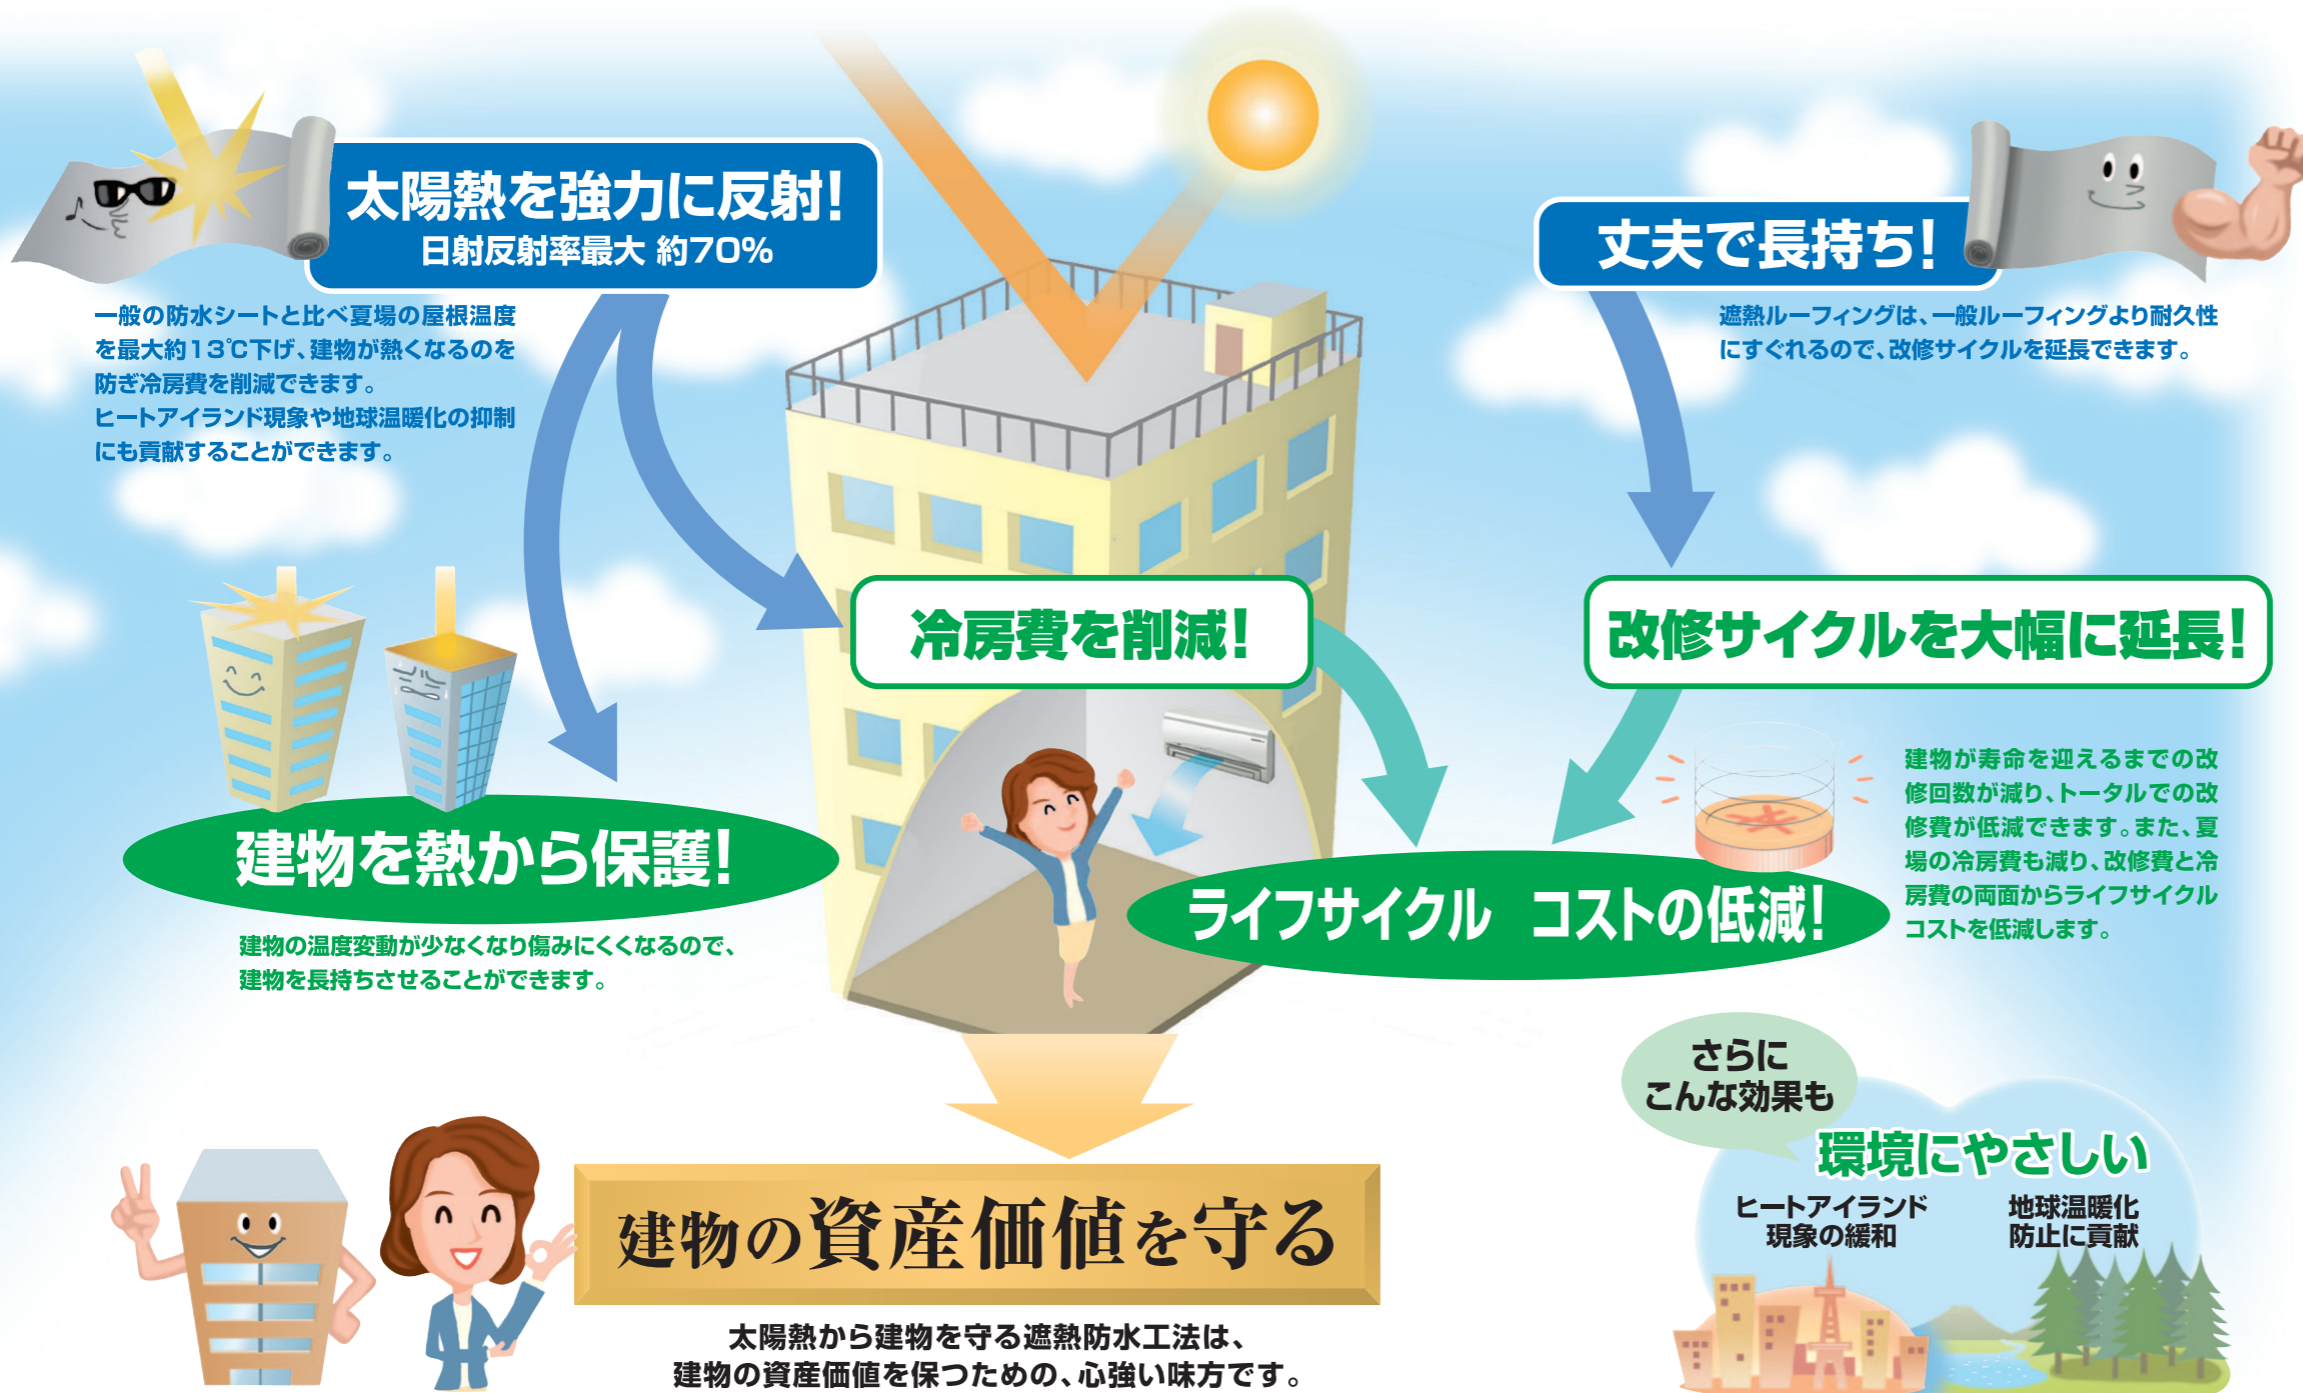 太陽熱を強力に反射!
日射反射率最大 約70%
一般の防水シートと比べ夏場の屋根温度
を最大約13℃下げ、建物が熱くなるのを
防ぎ冷房費を削減できます。
ヒートアイランド現象や地球温暖化の抑制
にも貢献することができます。
丈夫で長持ち!
遮熱ルーフィングは、一般ルーフィングより耐久性
にすぐれるので、改修サイクルを延長できます。
冷房費を削減!
改修サイクルを大幅に延長!
建物を熱から保護!
建物の温度変動が少なくなり傷みにくくなるので、
建物を長持ちさせることができます。
ライフサイクル コストの低減!
建物が寿命を迎えるまでの改
修回数が減り、トータルでの改
修費が低減できます。また、夏
場の冷房費も減り、改修費と冷
房費の両面からライフサイクル
コストを低減します。
さらに
こんな効果も
環境にやさしい
ヒートアイランド
現象の緩和
地球温暖化
防止に貢献
建物の資産価値を守る
太陽熱から建物を守る遮熱防水工法は、
建物の資産価値を保つための、心強い味方です。